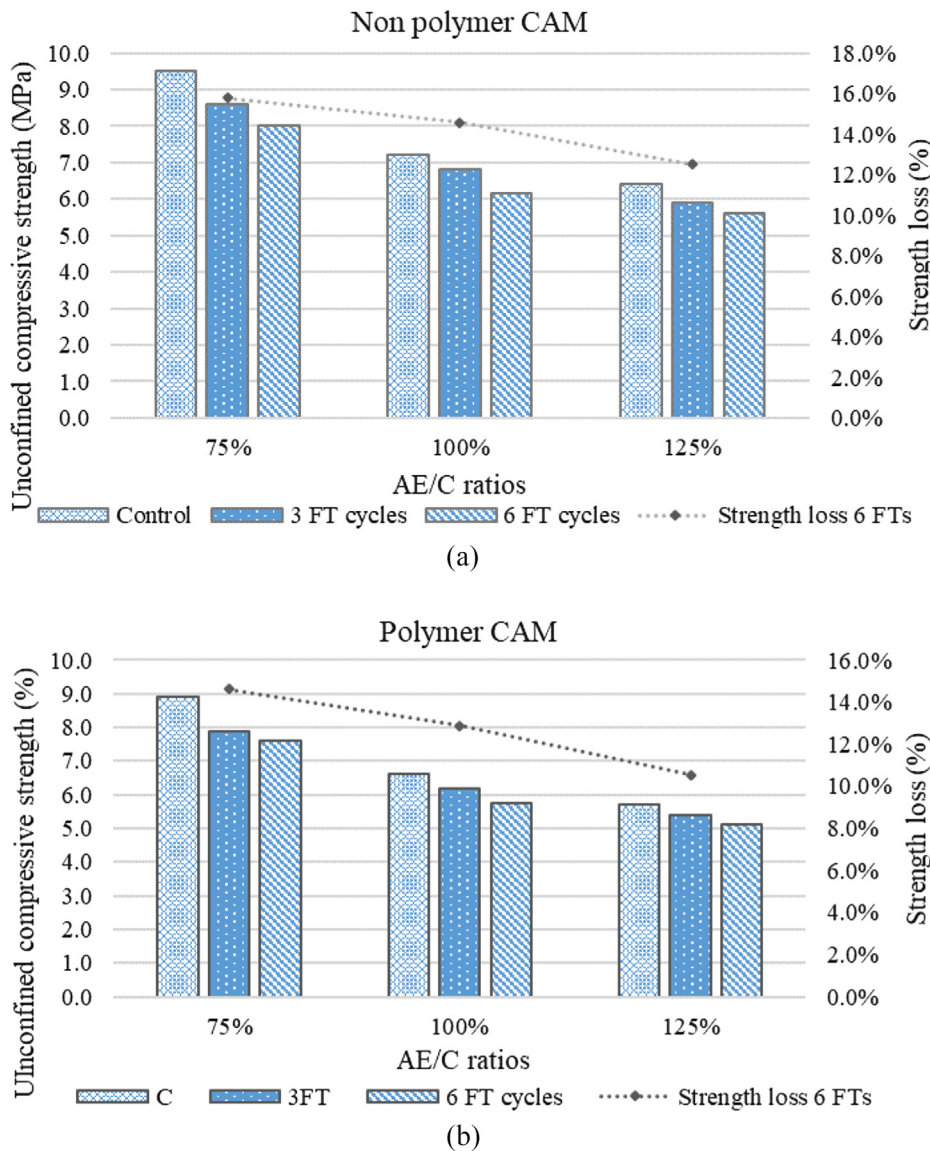 Non polymer CAM
Unconfined compressive strength (MPa)
10.0
9.0
8.0
7.0
6.0
5.0
4.0
3.0
2.0
1.0
0.0
18.0%
16.0%
14.0%
12.0%
10.0%
8.0%
6.0%
4.0%
2.0%
0.0%
Strength loss (%)
75% 100% 125%
AE/C ratios
Control 3 FT cycles 6 FT cycles Strength loss 6 FTs
(a)
Polymer CAM
UInconfined compressive strength (%)
10.0
9.0
8.0
7.0
6.0
5.0
4.0
3.0
2.0
1.0
0.0
16.0%
14.0%
12.0%
10.0%
8.0%
6.0%
4.0%
2.0%
0.0%
Strength loss (%)
75% 100% 125%
AE/C ratios
C 3FT 6 FT cycles Strength loss 6 FTs
(b)